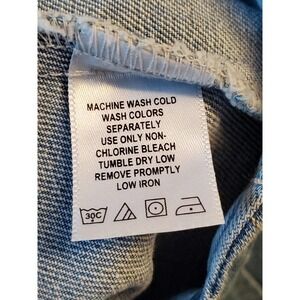 MACHINE WASH COLD
WASH COLORS
SEPARATELY
USE ONLY NON-
CHLORINE BLEACH
TUMBLE DRY LOW
REMOVE PROMPTLY
LOW IRON
30C